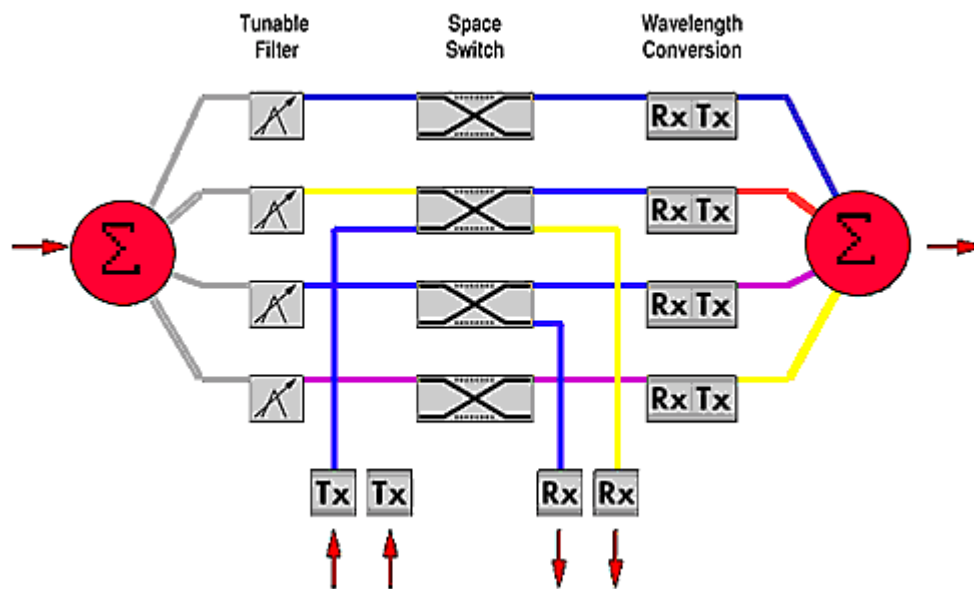 Tunable Space Wavelength
Filter Switch Conversion
Rx Tx
Σ Rx Tx Σ
Rx Tx
Rx Tx
Tx Tx Rx Rx